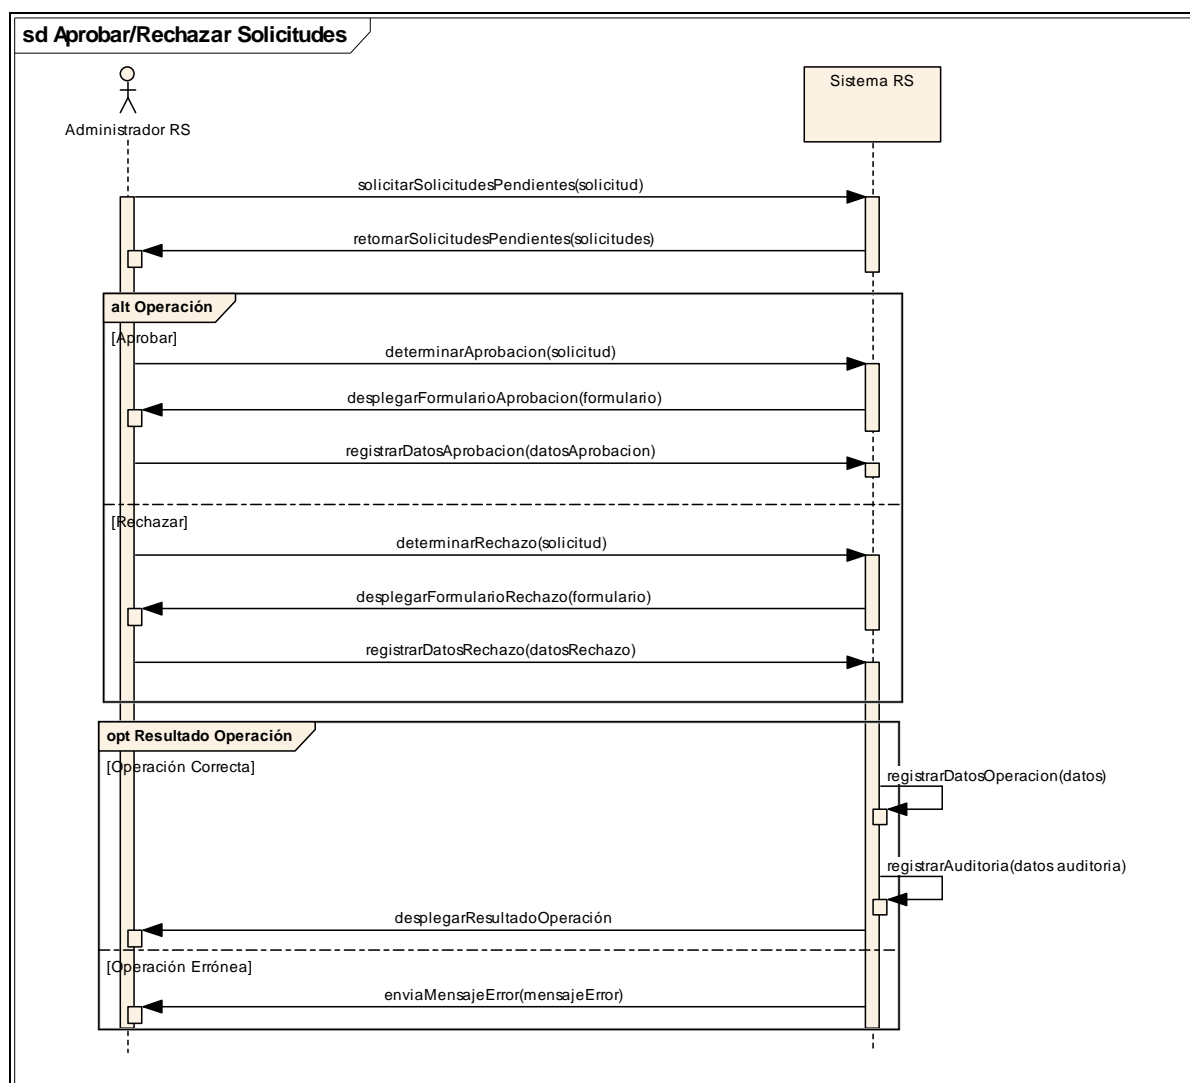 sd Aprobar/Rechazar Solicitudes
Administrador RS
Sistema RS
solicitarSolicitudesPendientes(solicitud)
retornarSolicitudesPendientes(solicitudes)
alt Operación
[Aprobar]
determinarAprobacion(solicitud)
desplegarFormularioAprobacion(formulario)
registrarDatosAprobacion(datosAprobacion)
[Rechazar]
determinarRechazo(solicitud)
desplegarFormularioRechazo(formulario)
registrarDatosRechazo(datosRechazo)
opt Resultado Operación
[Operación Correcta]
registrarDatosOperacion(datos)
registrarAuditoria(datos auditoria)
desplegarResultadoOperación
[Operación Errónea]
enviaMensajeError(mensajeError)